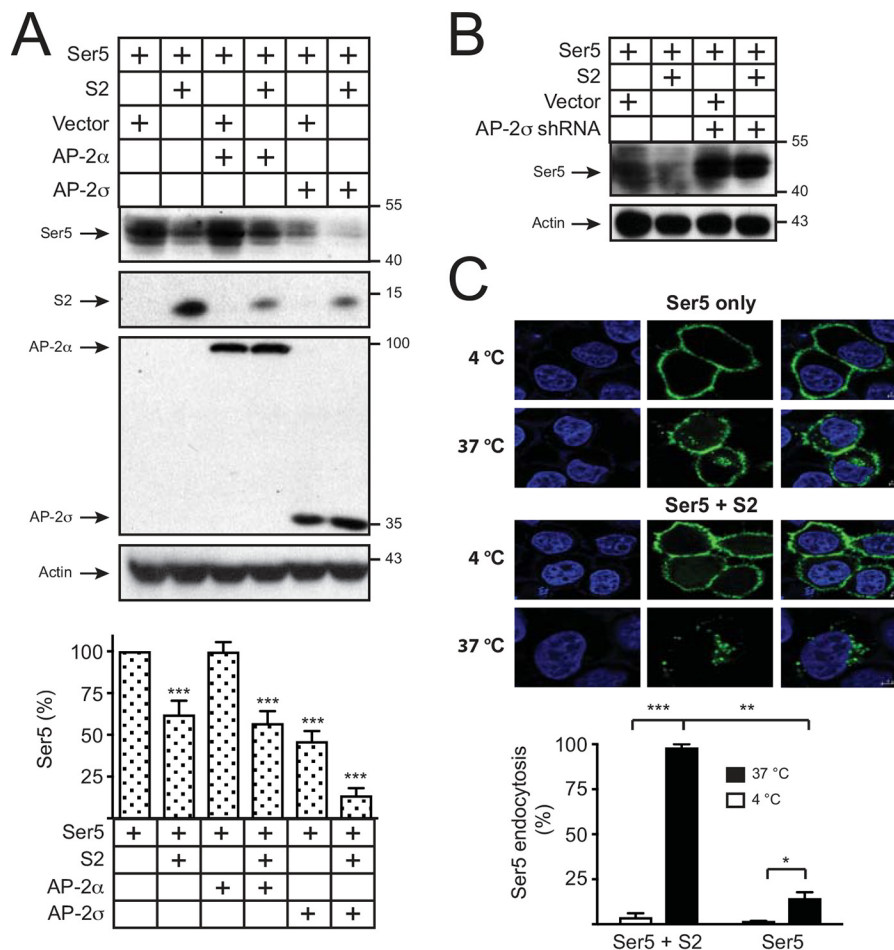 A
Ser5 + + + + + +
S2 + + +
Vector + + +
AP-2α + +
AP-2σ + +
55
Ser5
40
S2
15
AP-2α
100
AP-2σ
35
43
Actin
100
75
50
25
Ser5 (%)
***
***
***
***
Ser5 + + + + + +
S2 + + +
AP-2α + +
AP-2σ + +
B
Ser5 + + + +
S2 + +
Vector + +
AP-2σ shRNA + +
55
Ser5
40
Actin
43
C
Ser5 only
4 °C
37 °C
Ser5 + S2
4 °C
37 °C
*** **
100
75
50
25
Ser5 endocytosis
(%)
37 °C
4 °C
*
Ser5 + S2 Ser5